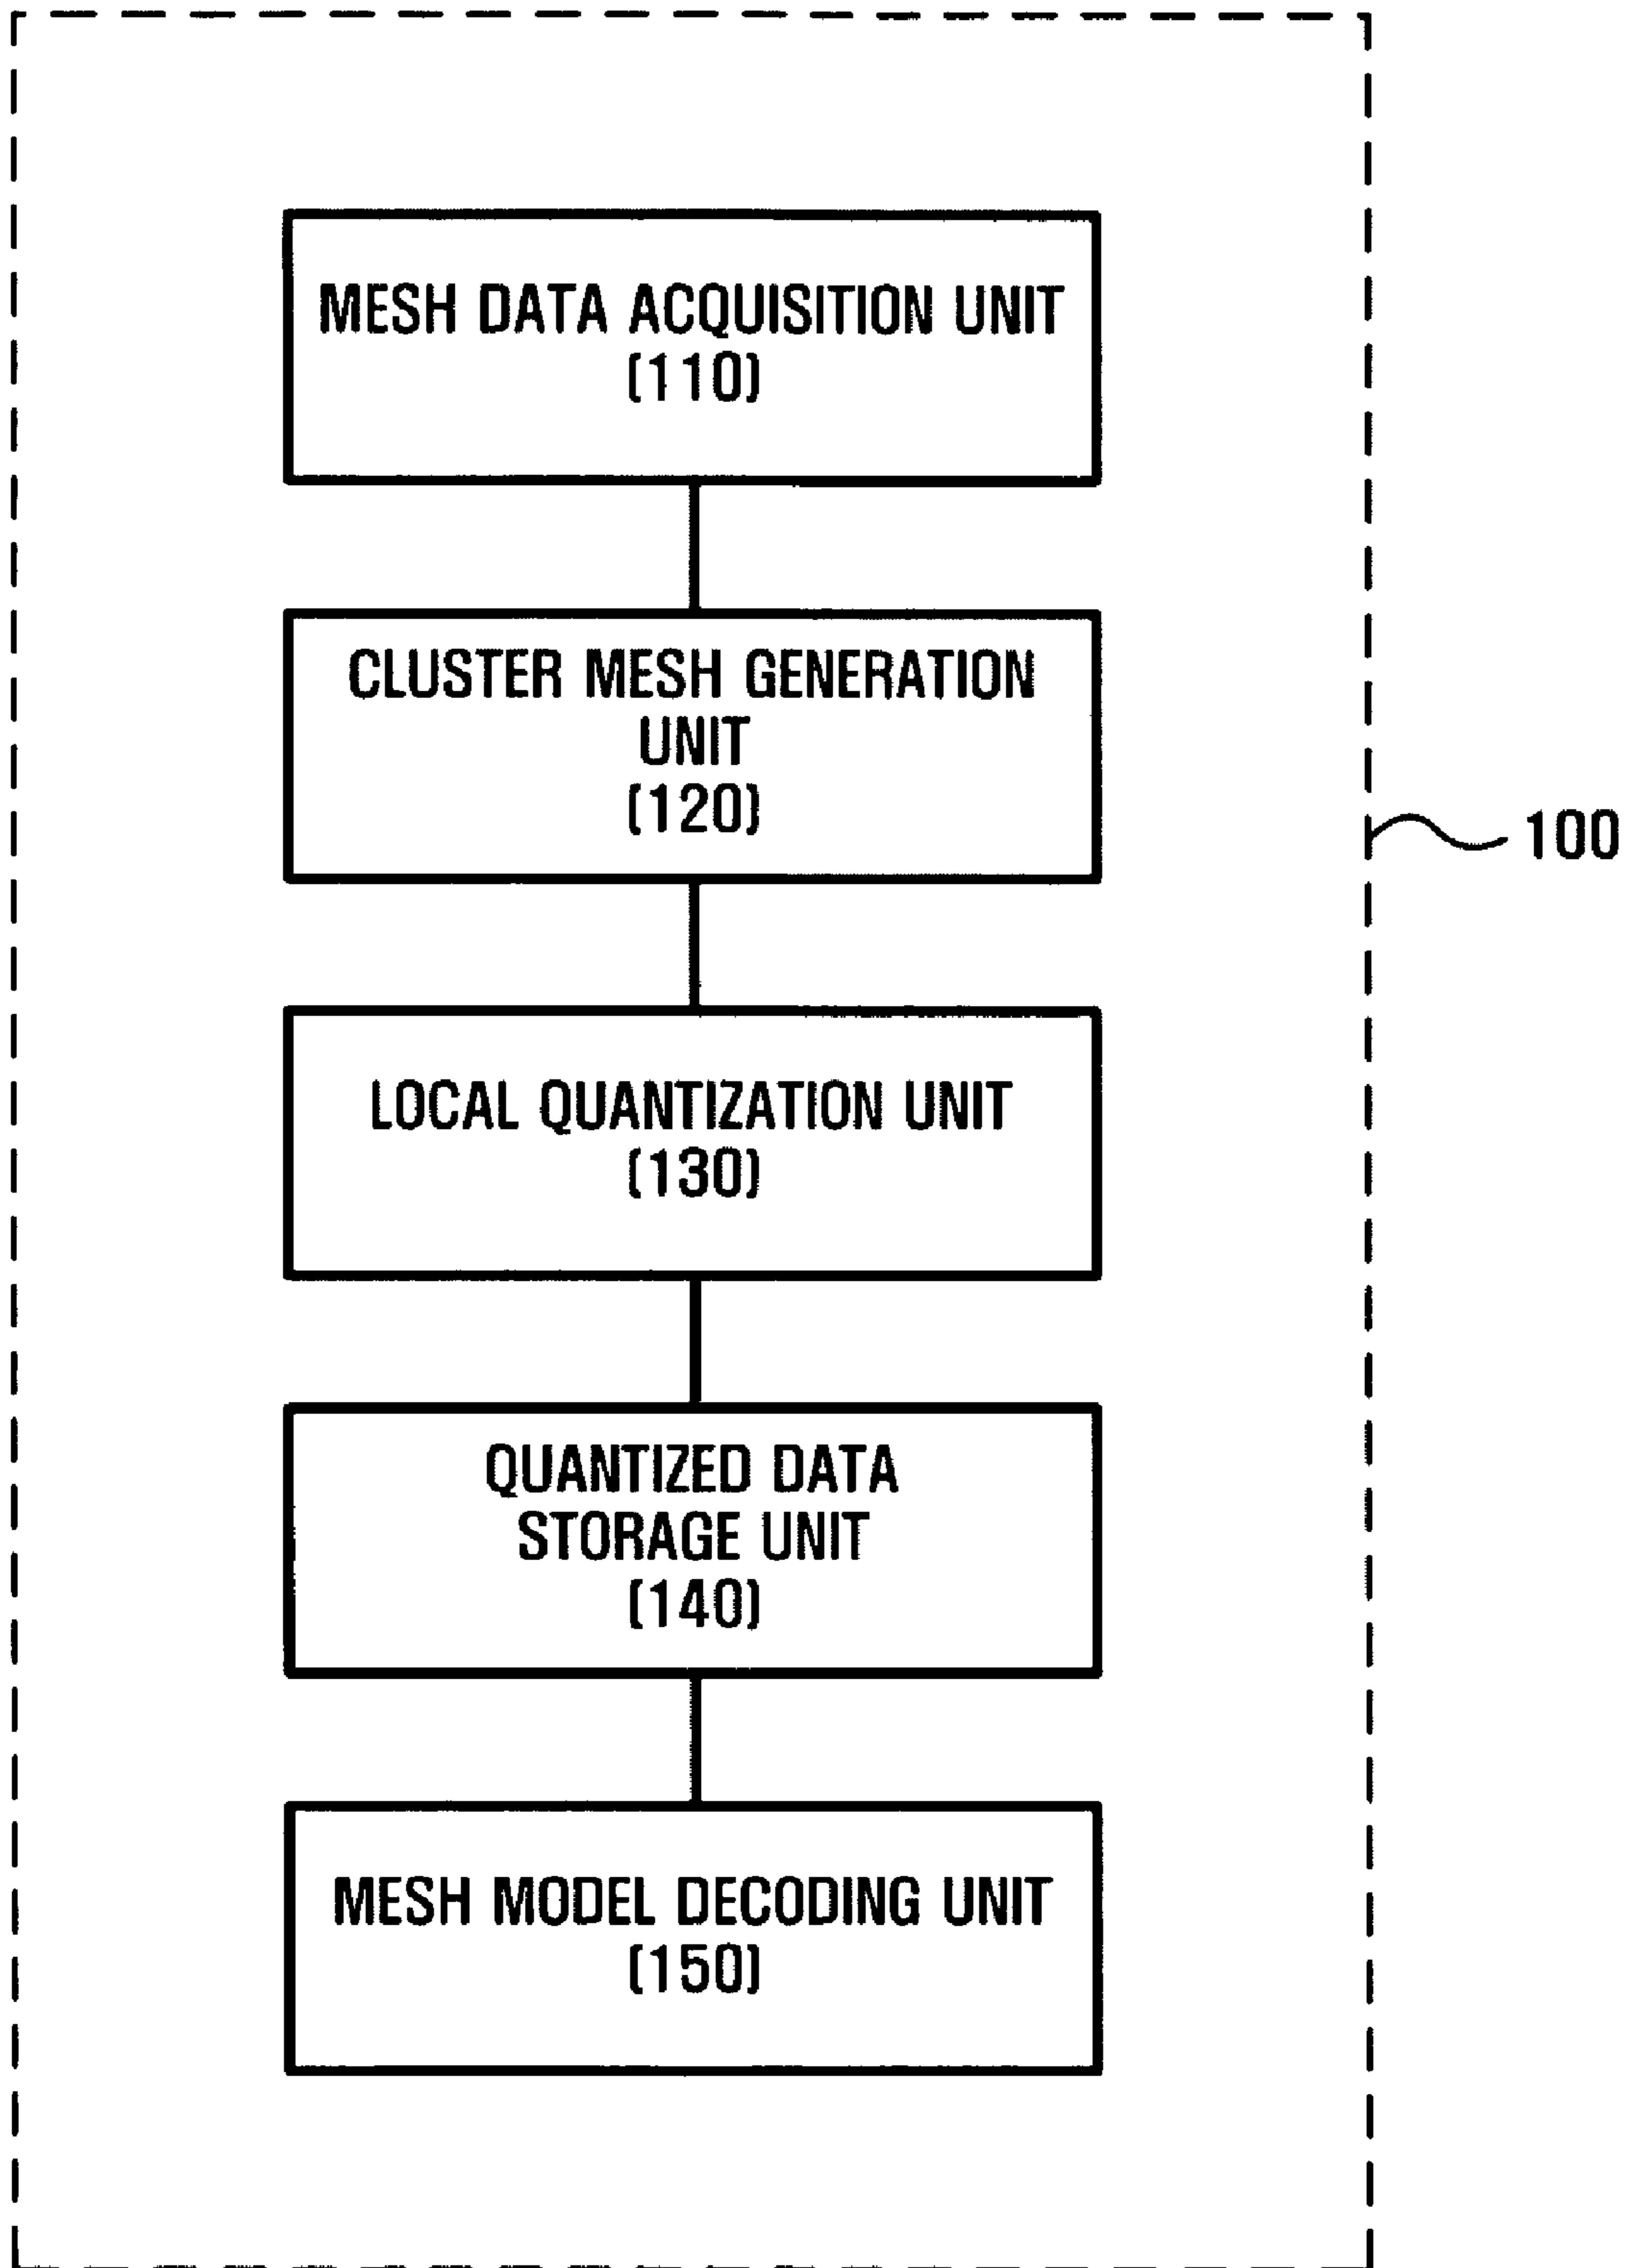 MESH DATA ACQUISITION UNIT
(110)
CLUSTER MESH GENERATION
UNIT
(120)
100
LOCAL QUANTIZATION UNIT
(130)
QUANTIZED DATA
STORAGE UNIT
(140)
MESH MODEL DECODING UNIT
(150)